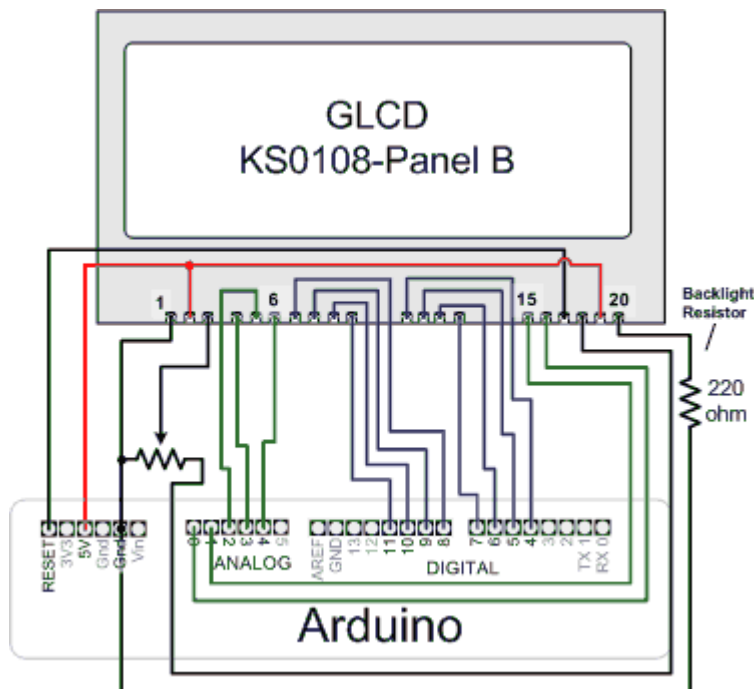 GLCD
KS0108-Panel B
1
6
15
20
Backlight
Resistor
220
ohm
RESET
3V3
5V
Gnd
Gnd
Vin
0
1
2
3
4
5
ANALOG
AREF
GND
13
12
11
10
9
8
7
6
5
4
3
2
TX 1
RX 0
DIGITAL
Arduino